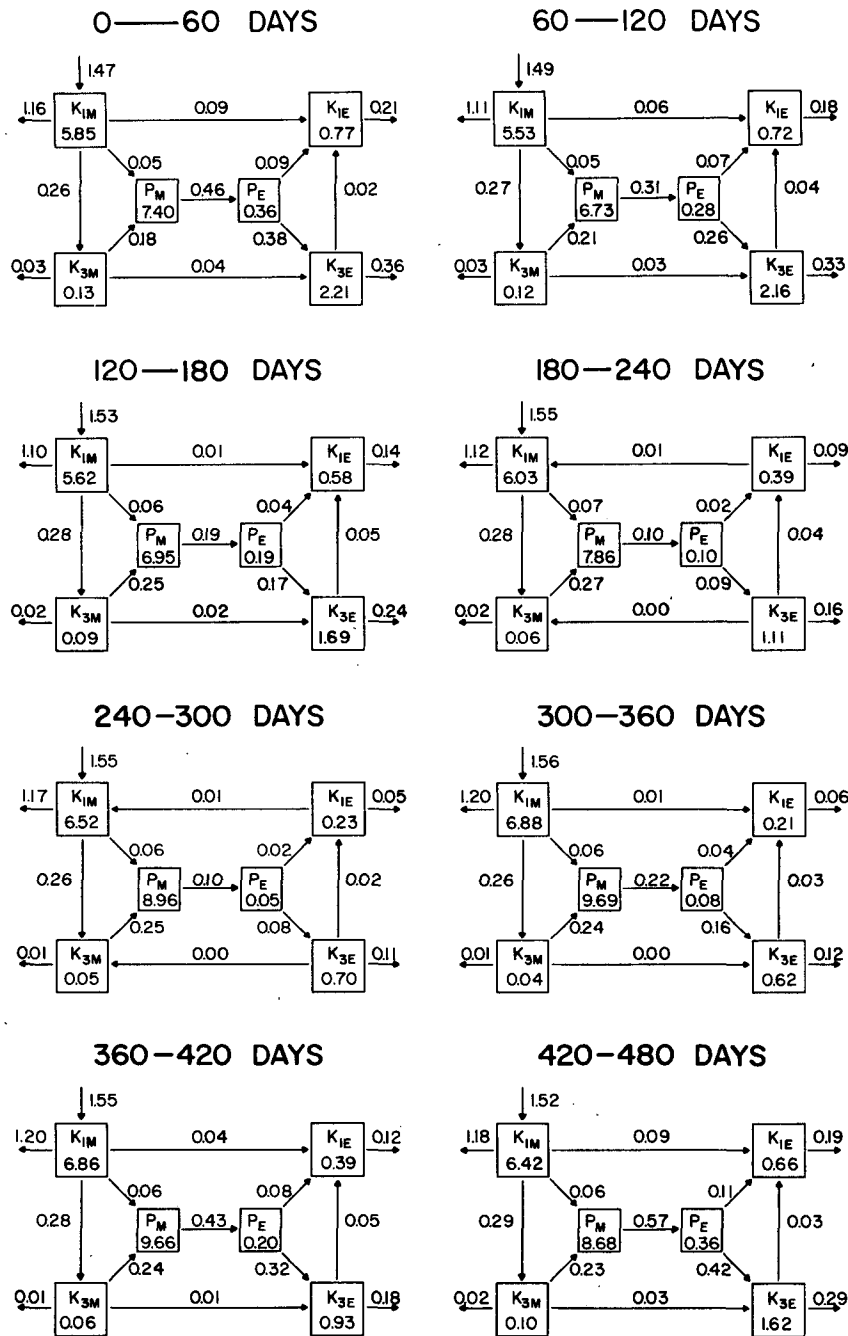 0—60 DAYS
1.47
1.16 K1M 5.85 0.09 K1E 0.77 0.21
0.05 0.09
0.26 PM 7.40 0.46 PE 0.36 0.02
0.18 0.38
0.03 K3M 0.13 0.04 K3E 2.21 0.36
60—120 DAYS
1.49
1.11 K1M 5.53 0.06 K1E 0.72 0.18
0.05 0.07
0.27 PM 6.73 0.31 PE 0.28 0.04
0.21 0.26
0.03 K3M 0.12 0.03 K3E 2.16 0.33
120—180 DAYS
1.53
1.10 K1M 5.62 0.01 K1E 0.58 0.14
0.06 0.04
0.28 PM 6.95 0.19 PE 0.19 0.05
0.25 0.17
0.02 K3M 0.09 0.02 K3E 1.69 0.24
180—240 DAYS
1.55
1.12 K1M 6.03 0.01 K1E 0.39 0.09
0.07 0.02
0.28 PM 7.86 0.10 PE 0.10 0.04
0.27 0.09
0.02 K3M 0.06 0.00 K3E 1.11 0.16
240—300 DAYS
1.55
1.17 K1M 6.52 0.01 K1E 0.23 0.05
0.06 0.02
0.26 PM 8.96 0.10 PE 0.05 0.02
0.25 0.08
0.01 K3M 0.05 0.00 K3E 0.70 0.11
300—360 DAYS
1.56
1.20 K1M 6.88 0.01 K1E 0.21 0.06
0.06 0.04
0.26 PM 9.69 0.22 PE 0.08 0.03
0.24 0.16
0.01 K3M 0.04 0.00 K3E 0.62 0.12
360—420 DAYS
1.55
1.20 K1M 6.86 0.04 K1E 0.39 0.12
0.06 0.08
0.28 PM 9.66 0.43 PE 0.20 0.05
0.24 0.32
0.01 K3M 0.06 0.01 K3E 0.93 0.18
420—480 DAYS
1.52
1.18 K1M 6.42 0.09 K1E 0.66 0.19
0.06 0.11
0.29 PM 8.68 0.57 PE 0.36 0.03
0.23 0.42
0.02 K3M 0.10 0.03 K3E 1.62 0.29